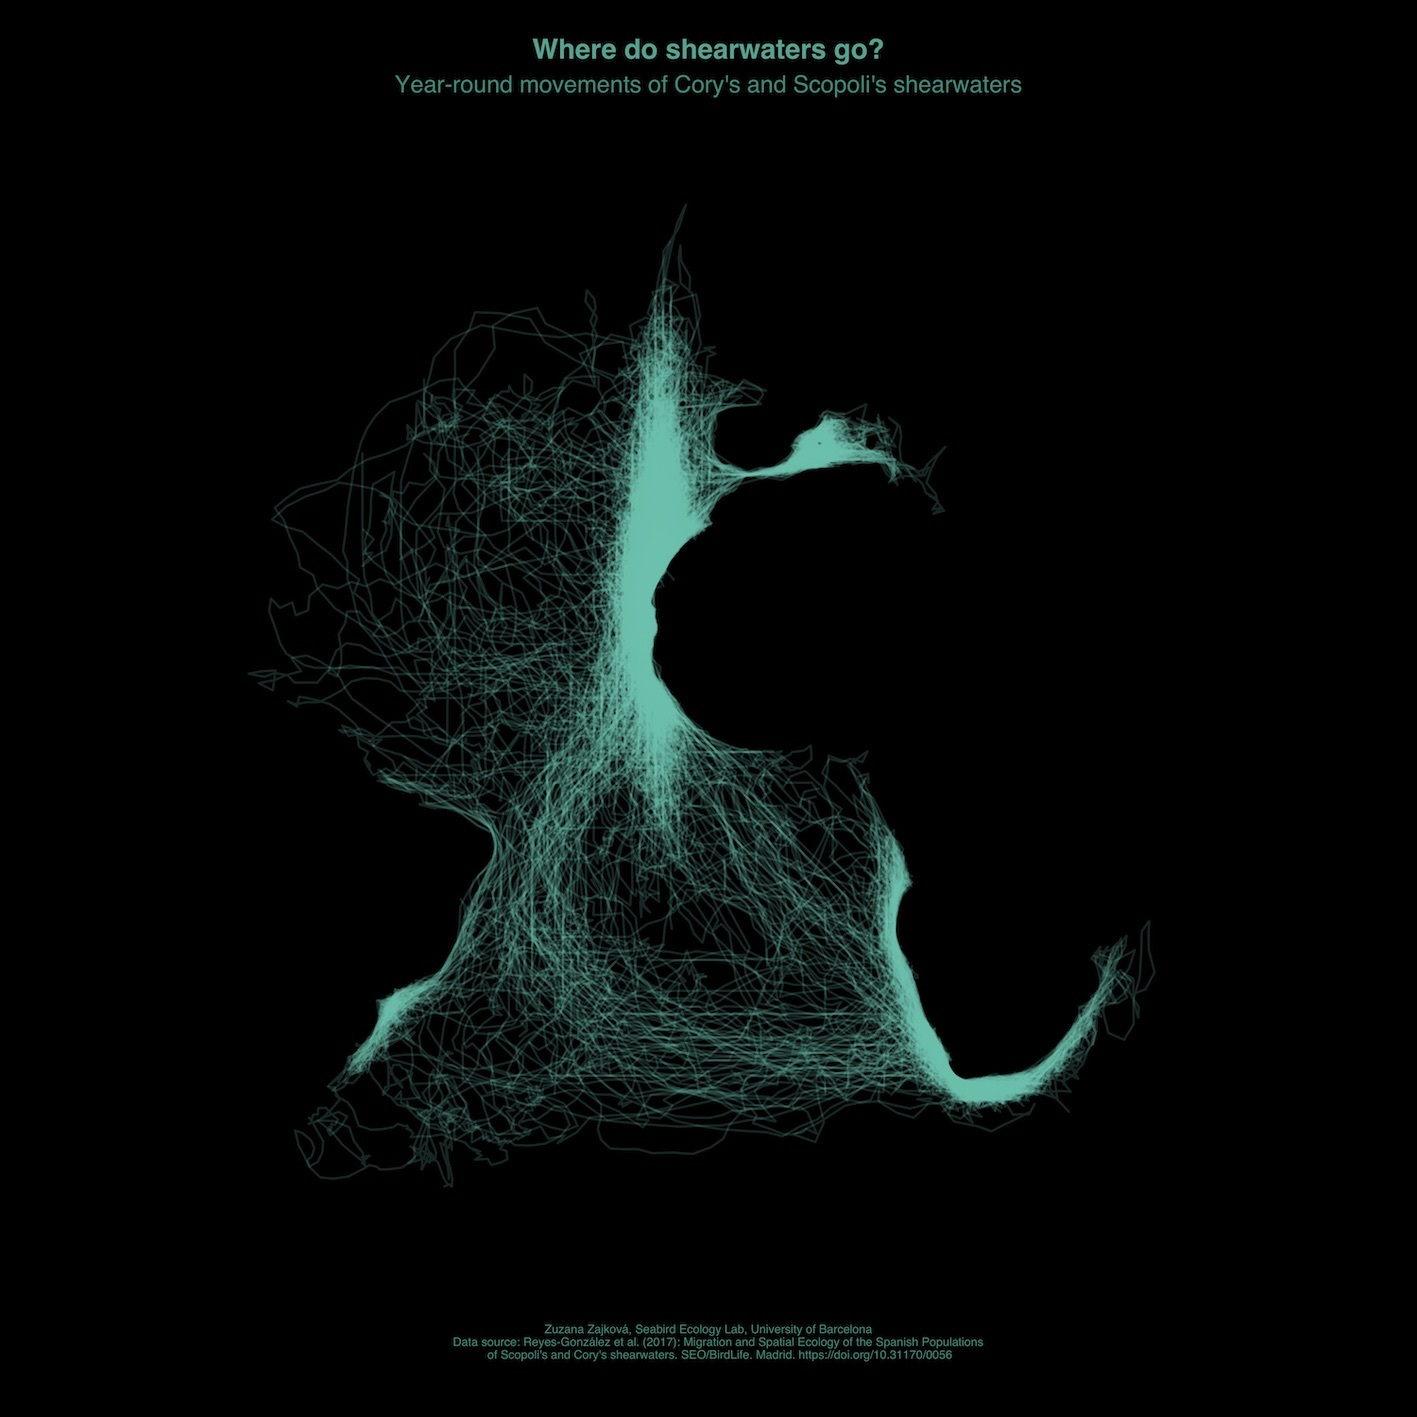 Where do shearwaters go?
Year-round movements of Cory's and Scopoli's shearwaters
Zuzana Zajková, Seabird Ecology Lab, University of Barcelona
Data source: Reyes-González et al. (2017): Migration and Spatial Ecology of the Spanish Populations
of Scopoli's and Cory's shearwaters. SEO/BirdLife. Madrid. https://doi.org/10.31170/0056